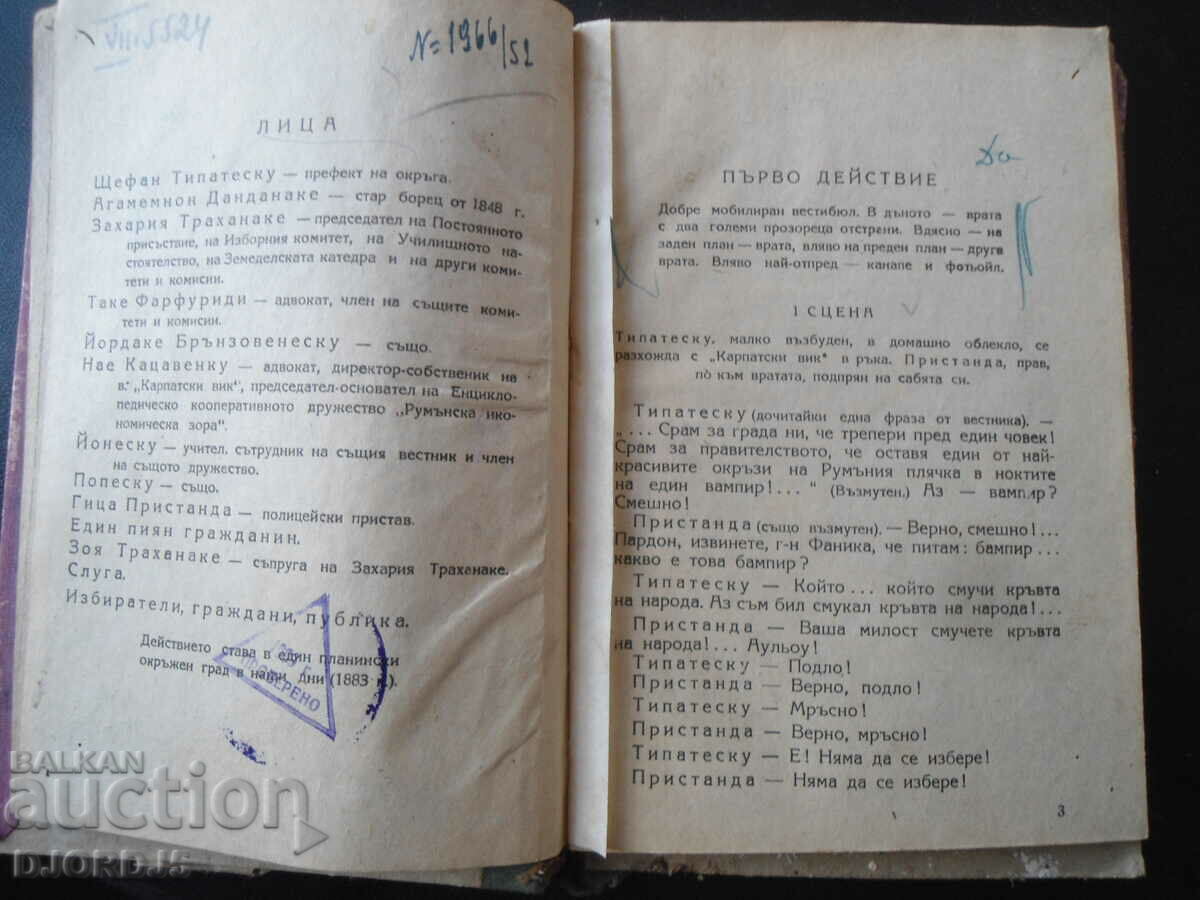 VII.5524
№ 1966/52
ЛИЦА
Щефан Типатеску — префект на окръга.
Агамемнон Данданаке — стар борец от 1848 г.
Захария Траханаке — председател на Постоянното
присъствие, на Изборния комитет, на Училищното на-
стоятелство, на Земеделската катедра и на други коми-
тети и комисии.
Таке Фарфуриди — адвокат, член на същите коми-
тети и комисии.
Йордаке Брънзовенеску — също.
Нае Кацавенку — адвокат, директор-собственик на
в. „Карпатски вик", председател-основател на Енцикло-
педическо кооперативното дружество „Румънска ико-
номическа зора".
Йонеску — учител, сътрудник на същия вестник и член
на същото дружество.
Попеску — също.
Гица Пристанда — полицейски пристав.
Един пиян гражданин.
Зоя Траханаке — съпруга на Захария Траханаке.
Слуга.
Избиратели, граждани, публика.
Действието става в един планински
окръжен град в наши дни (1883 г.).
ПРОВЕРЕНО
ПЪРВО ДЕЙСТВИЕ
Добре мобилиран вестибюл. В дъното — врата
с два големи прозореца отстрани. Вдясно — на
заден план — врата, вляво на преден план — друга
врата. Вляво най-отпред — канапе и фотьойл.
I СЦЕНА
Типатеску, малко възбуден, в домашно облекло, се
разхожда с „Карпатски вик" в ръка. Пристанда, прав,
по към вратата, подпрян на сабята си.
Типатеску (дочитайки една фраза от вестника). —
„... Срам за града ни, че трепери пред един човек!
Срам за правителството, че оставя един от най-
красивите окръзи на Румъния плячка в ноктите
на един вампир!..." (Възмутен.) Аз — вампир?
Смешно!
Пристанда (също възмутен). — Верно, смешно!...
Пардон, извинете, г-н Фаника, че питам: бампир...
какво е това бампир?
Типатеску — Който... който смучи кръвта
на народа. Аз съм бил смукал кръвта на народа!...
Пристанда — Ваша милост смучете кръвта
на народа!... Аульоу!
Типатеску — Подло!
Пристанда — Верно, подло!
Типатеску — Мръсно!
Пристанда — Верно, мръсно!
Типатеску — Е! Няма да се избере!
Пристанда — Няма да се избере!
3
BALKAN
auction
DJORDJ5